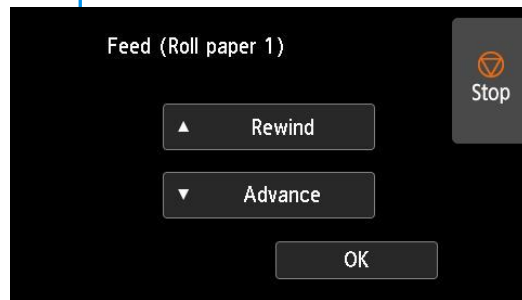 Feed (Roll paper 1)
Stop
▲ Rewind
▼ Advance
OK